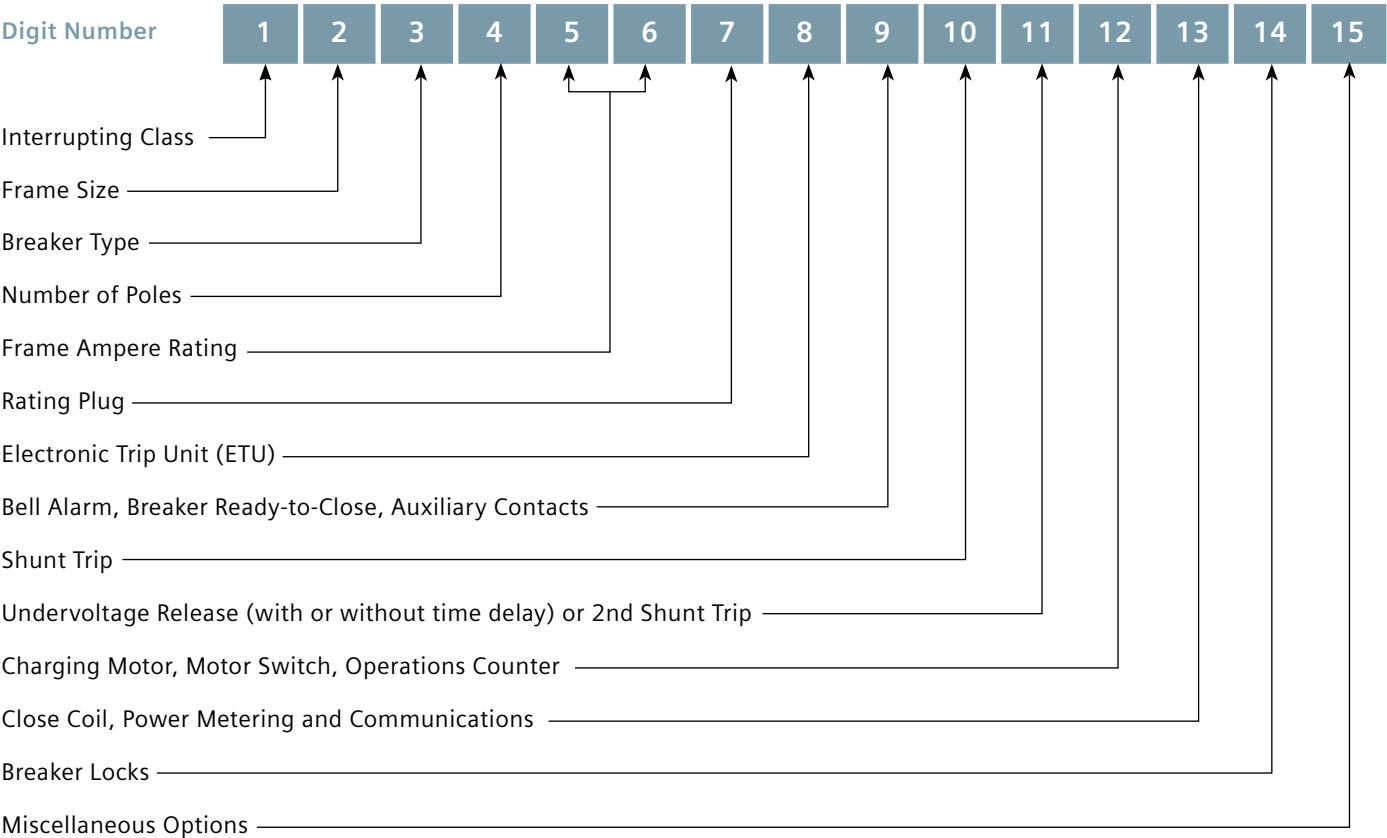 Digit Number 1 2 3 4 5 6 7 8 9 10 11 12 13 14 15
Interrupting Class
Frame Size
Breaker Type
Number of Poles
Frame Ampere Rating
Rating Plug
Electronic Trip Unit (ETU)
Bell Alarm, Breaker Ready-to-Close, Auxiliary Contacts
Shunt Trip
Undervoltage Release (with or without time delay) or 2nd Shunt Trip
Charging Motor, Motor Switch, Operations Counter
Close Coil, Power Metering and Communications
Breaker Locks
Miscellaneous Options